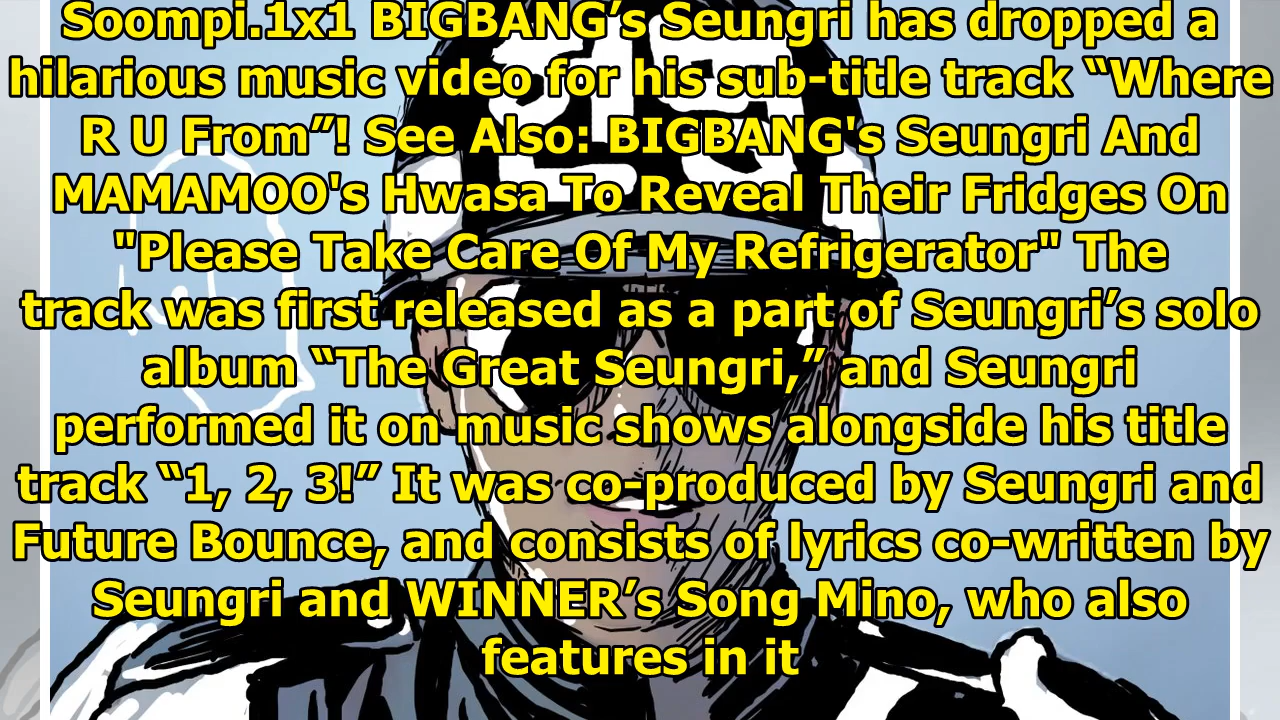 Soompi.1x1 BIGBANG’s Seungri has dropped a
hilarious music video for his sub-title track “Where
R U From”! See Also: BIGBANG's Seungri And
MAMAMOO's Hwasa To Reveal Their Fridges On
"Please Take Care Of My Refrigerator" The
track was first released as a part of Seungri’s solo
album “The Great Seungri,” and Seungri
performed it on music shows alongside his title
track “1, 2, 3!” It was co-produced by Seungri and
Future Bounce, and consists of lyrics co-written by
Seungri and WINNER’s Song Mino, who also
features in it